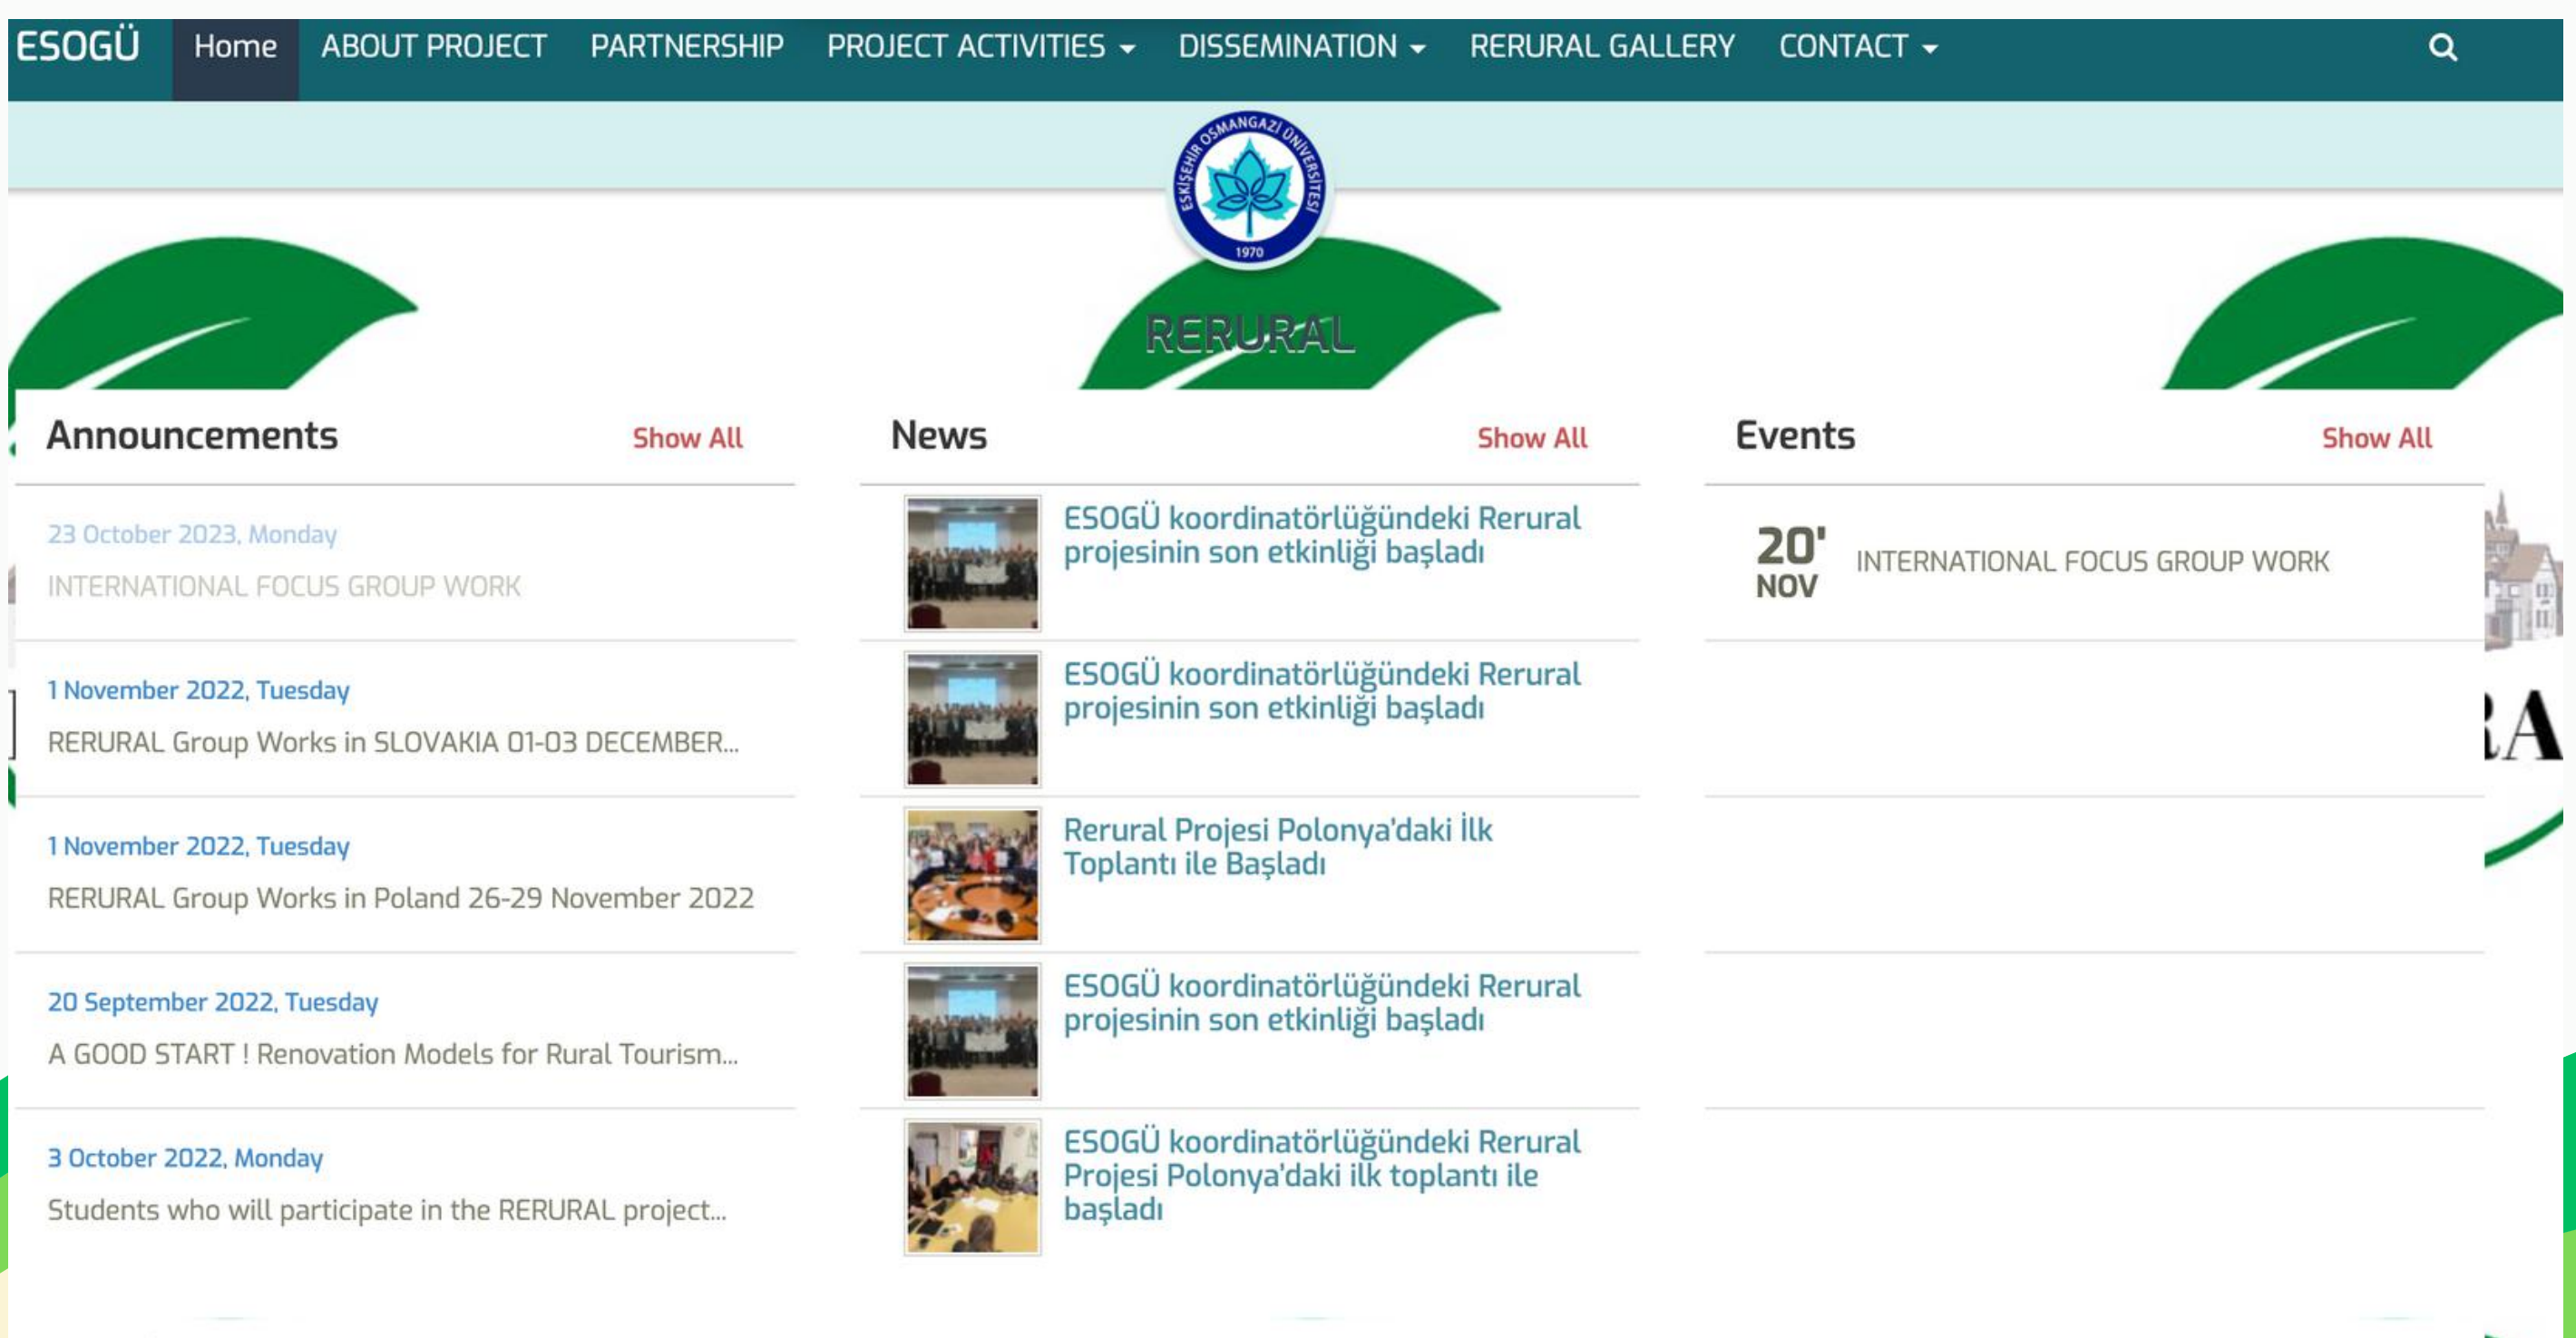 ESOGÜ Home ABOUT PROJECT PARTNERSHIP PROJECT ACTIVITIES DISSEMINATION RERURAL GALLERY CONTACT
ESKİŞEHİR OSMANGAZİ ÜNİVERSİTESİ
1970
RERURAL
Announcements Show All
23 October 2023, Monday
INTERNATIONAL FOCUS GROUP WORK
1 November 2022, Tuesday
RERURAL Group Works in SLOVAKIA 01-03 DECEMBER...
1 November 2022, Tuesday
RERURAL Group Works in Poland 26-29 November 2022
20 September 2022, Tuesday
A GOOD START ! Renovation Models for Rural Tourism...
3 October 2022, Monday
Students who will participate in the RERURAL project...
News Show All
ESOGÜ koordinatörlüğündeki Rerural
projesinin son etkinliği başladı
ESOGÜ koordinatörlüğündeki Rerural
projesinin son etkinliği başladı
Rerural Projesi Polonya'daki İlk
Toplantı ile Başladı
ESOGÜ koordinatörlüğündeki Rerural
projesinin son etkinliği başladı
ESOGÜ koordinatörlüğündeki Rerural
Projesi Polonya'daki ilk toplantı ile
başladı
Events Show All
20'
NOV
INTERNATIONAL FOCUS GROUP WORK